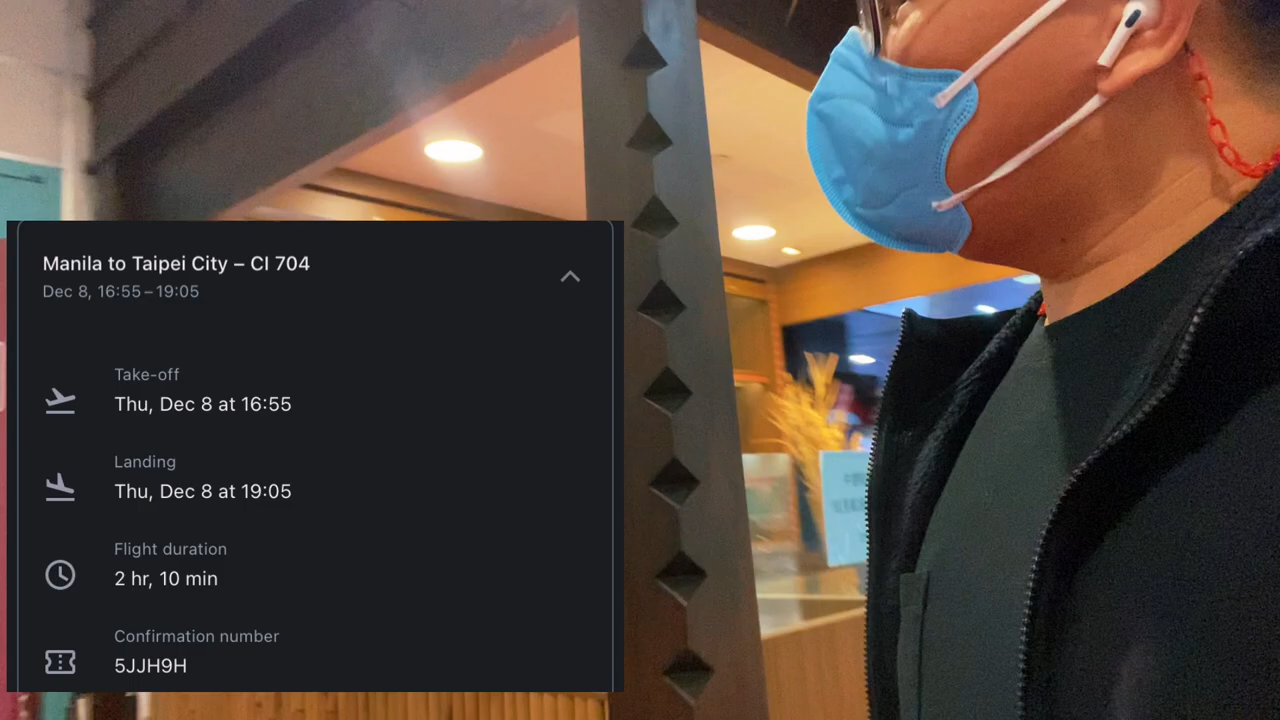 Manila to Taipei City – CI 704
Dec 8, 16:55 – 19:05
Take-off
Thu, Dec 8 at 16:55
Landing
Thu, Dec 8 at 19:05
Flight duration
2 hr, 10 min
Confirmation number
5JJH9H